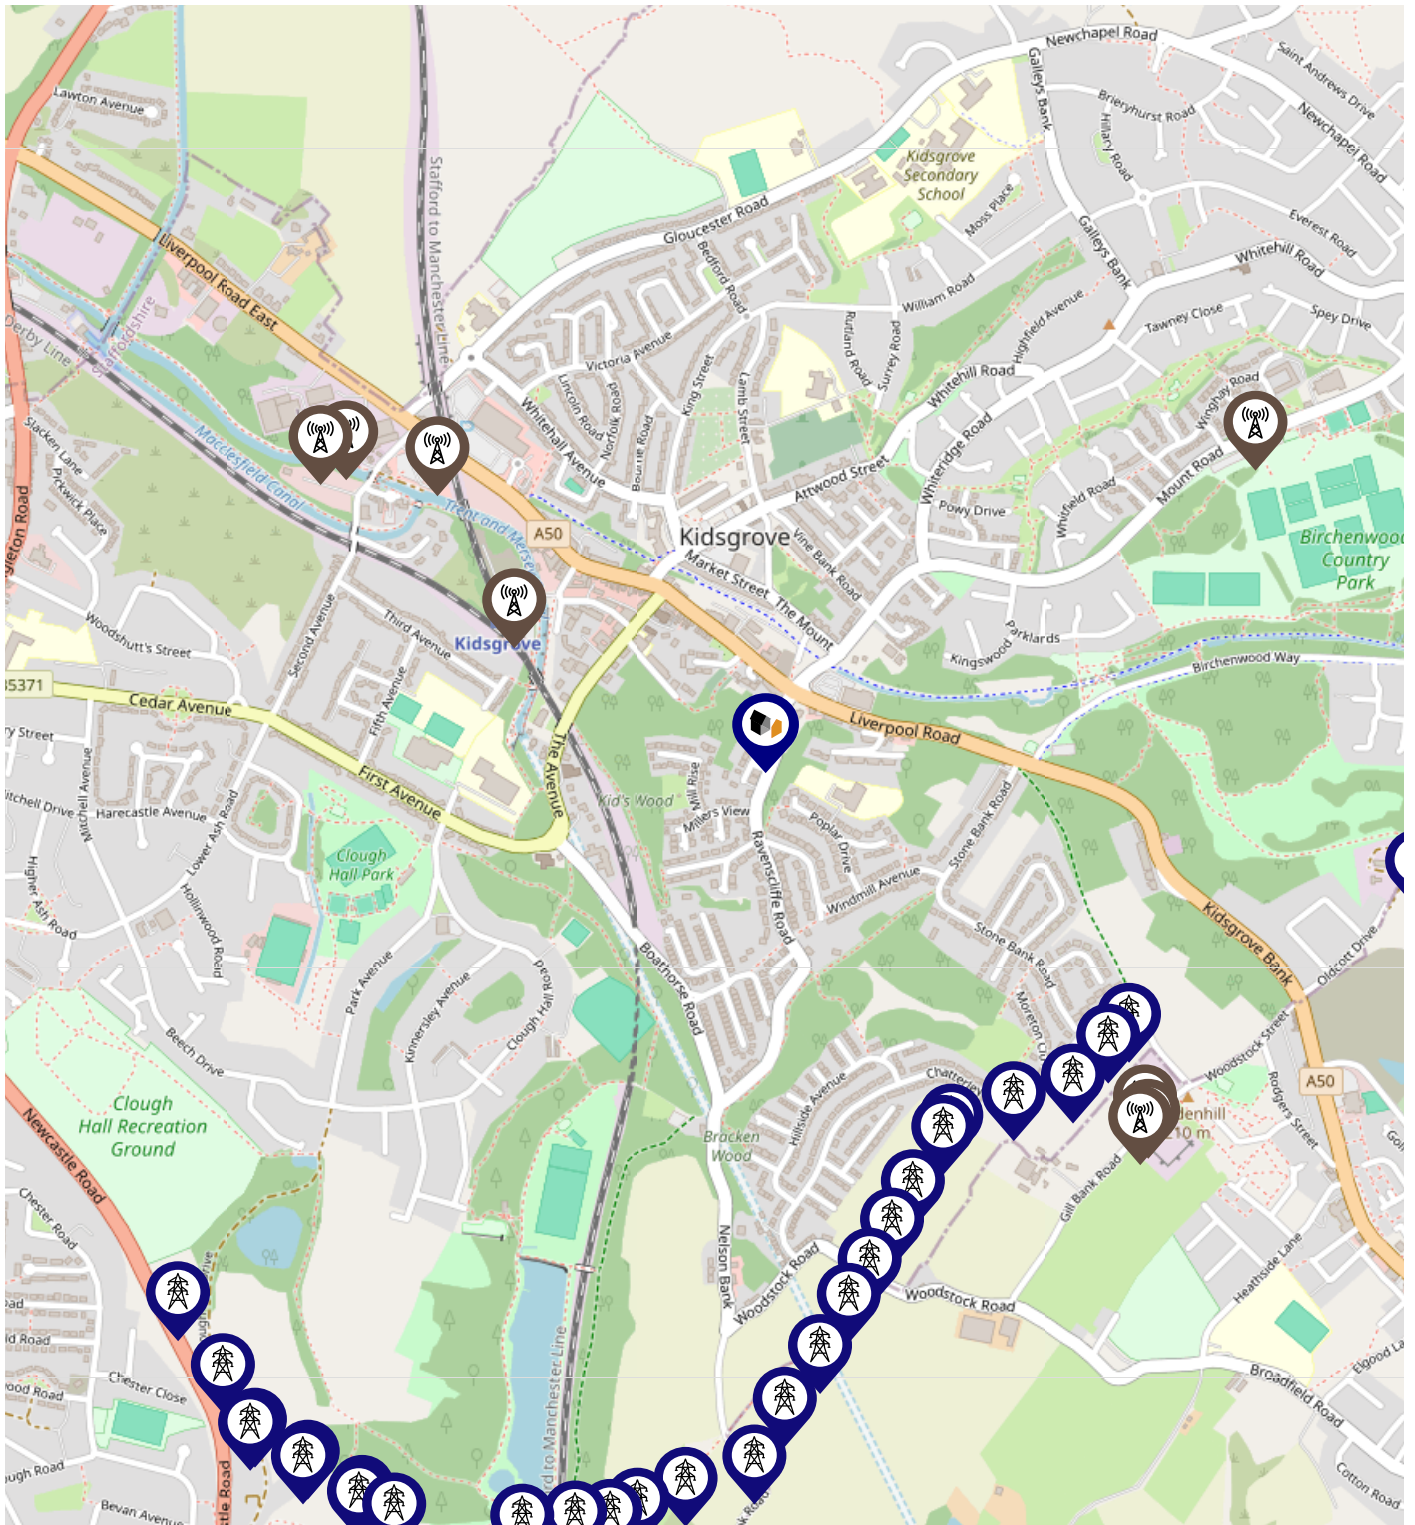 Newchapel Road
Saint Andrews Drive
Lawton Avenue
Galleys Bank
Brieryhurst Road
Newchapel Road
Hillary Road
Stafford to Manchester Line
Kidsgrove
Secondary
School
Moss Place
Gloucester Road
Galleys Bank
Everest Road
Liverpool Road East
Bedford Road
Whitehill Road
William Road
Staffordshire
Derby Line
Highfield Avenue
Tawney Close
Spey Drive
Victoria Avenue
Rutland Road
Surrey Road
King Street
Lamb Street
Lincoln Road
Norfolk Road
Whitehill Road
Winghay Road
Whitehall Avenue
Slacken Lane
Macclesfield Canal
Whiteridge Road
Attwood Street
Mount Road
Pickwick Place
Whitfield Road
Powy Drive
Trent and Mersey
A50
Kidsgrove
Birchenwood
Country
Park
Vine Bank Road
Market Street
The Mount
Woodshutt's Street
Second Avenue
Third Avenue
Kidsgrove
Parklands
Kingswood
Birchenwood Way
Cedar Avenue
Fifth Avenue
Liverpool Road
The Avenue
First Avenue
Mitchell Avenue
Harecastle Avenue
Lower Ash Road
Kid's Wood
Mill Rise
Millers View
Poplar Drive
Stone Bank Road
Clough
Hall Park
Higher Ash Road
Hollinwood Road
Ravenscliffe Road
Windmill Avenue
Kidsgrove Bank
Oldcott Drive
Stone Bank Road
Boathorse Road
Park Avenue
Kinnersley Avenue
Clough Hall Road
Beech Drive
Woodstock Street
A50
Rodgers Street
Hillside Avenue
Clough
Hall Recreation
Ground
Newcastle Road
Bracken
Wood
210 m
Gill Bank Road
Chester Road
Nelson Bank
Woodstock Road
Woodstock Road
Heathside Lane
Chester Close
Broadfield Road
Cotton Road
Bevan Avenue